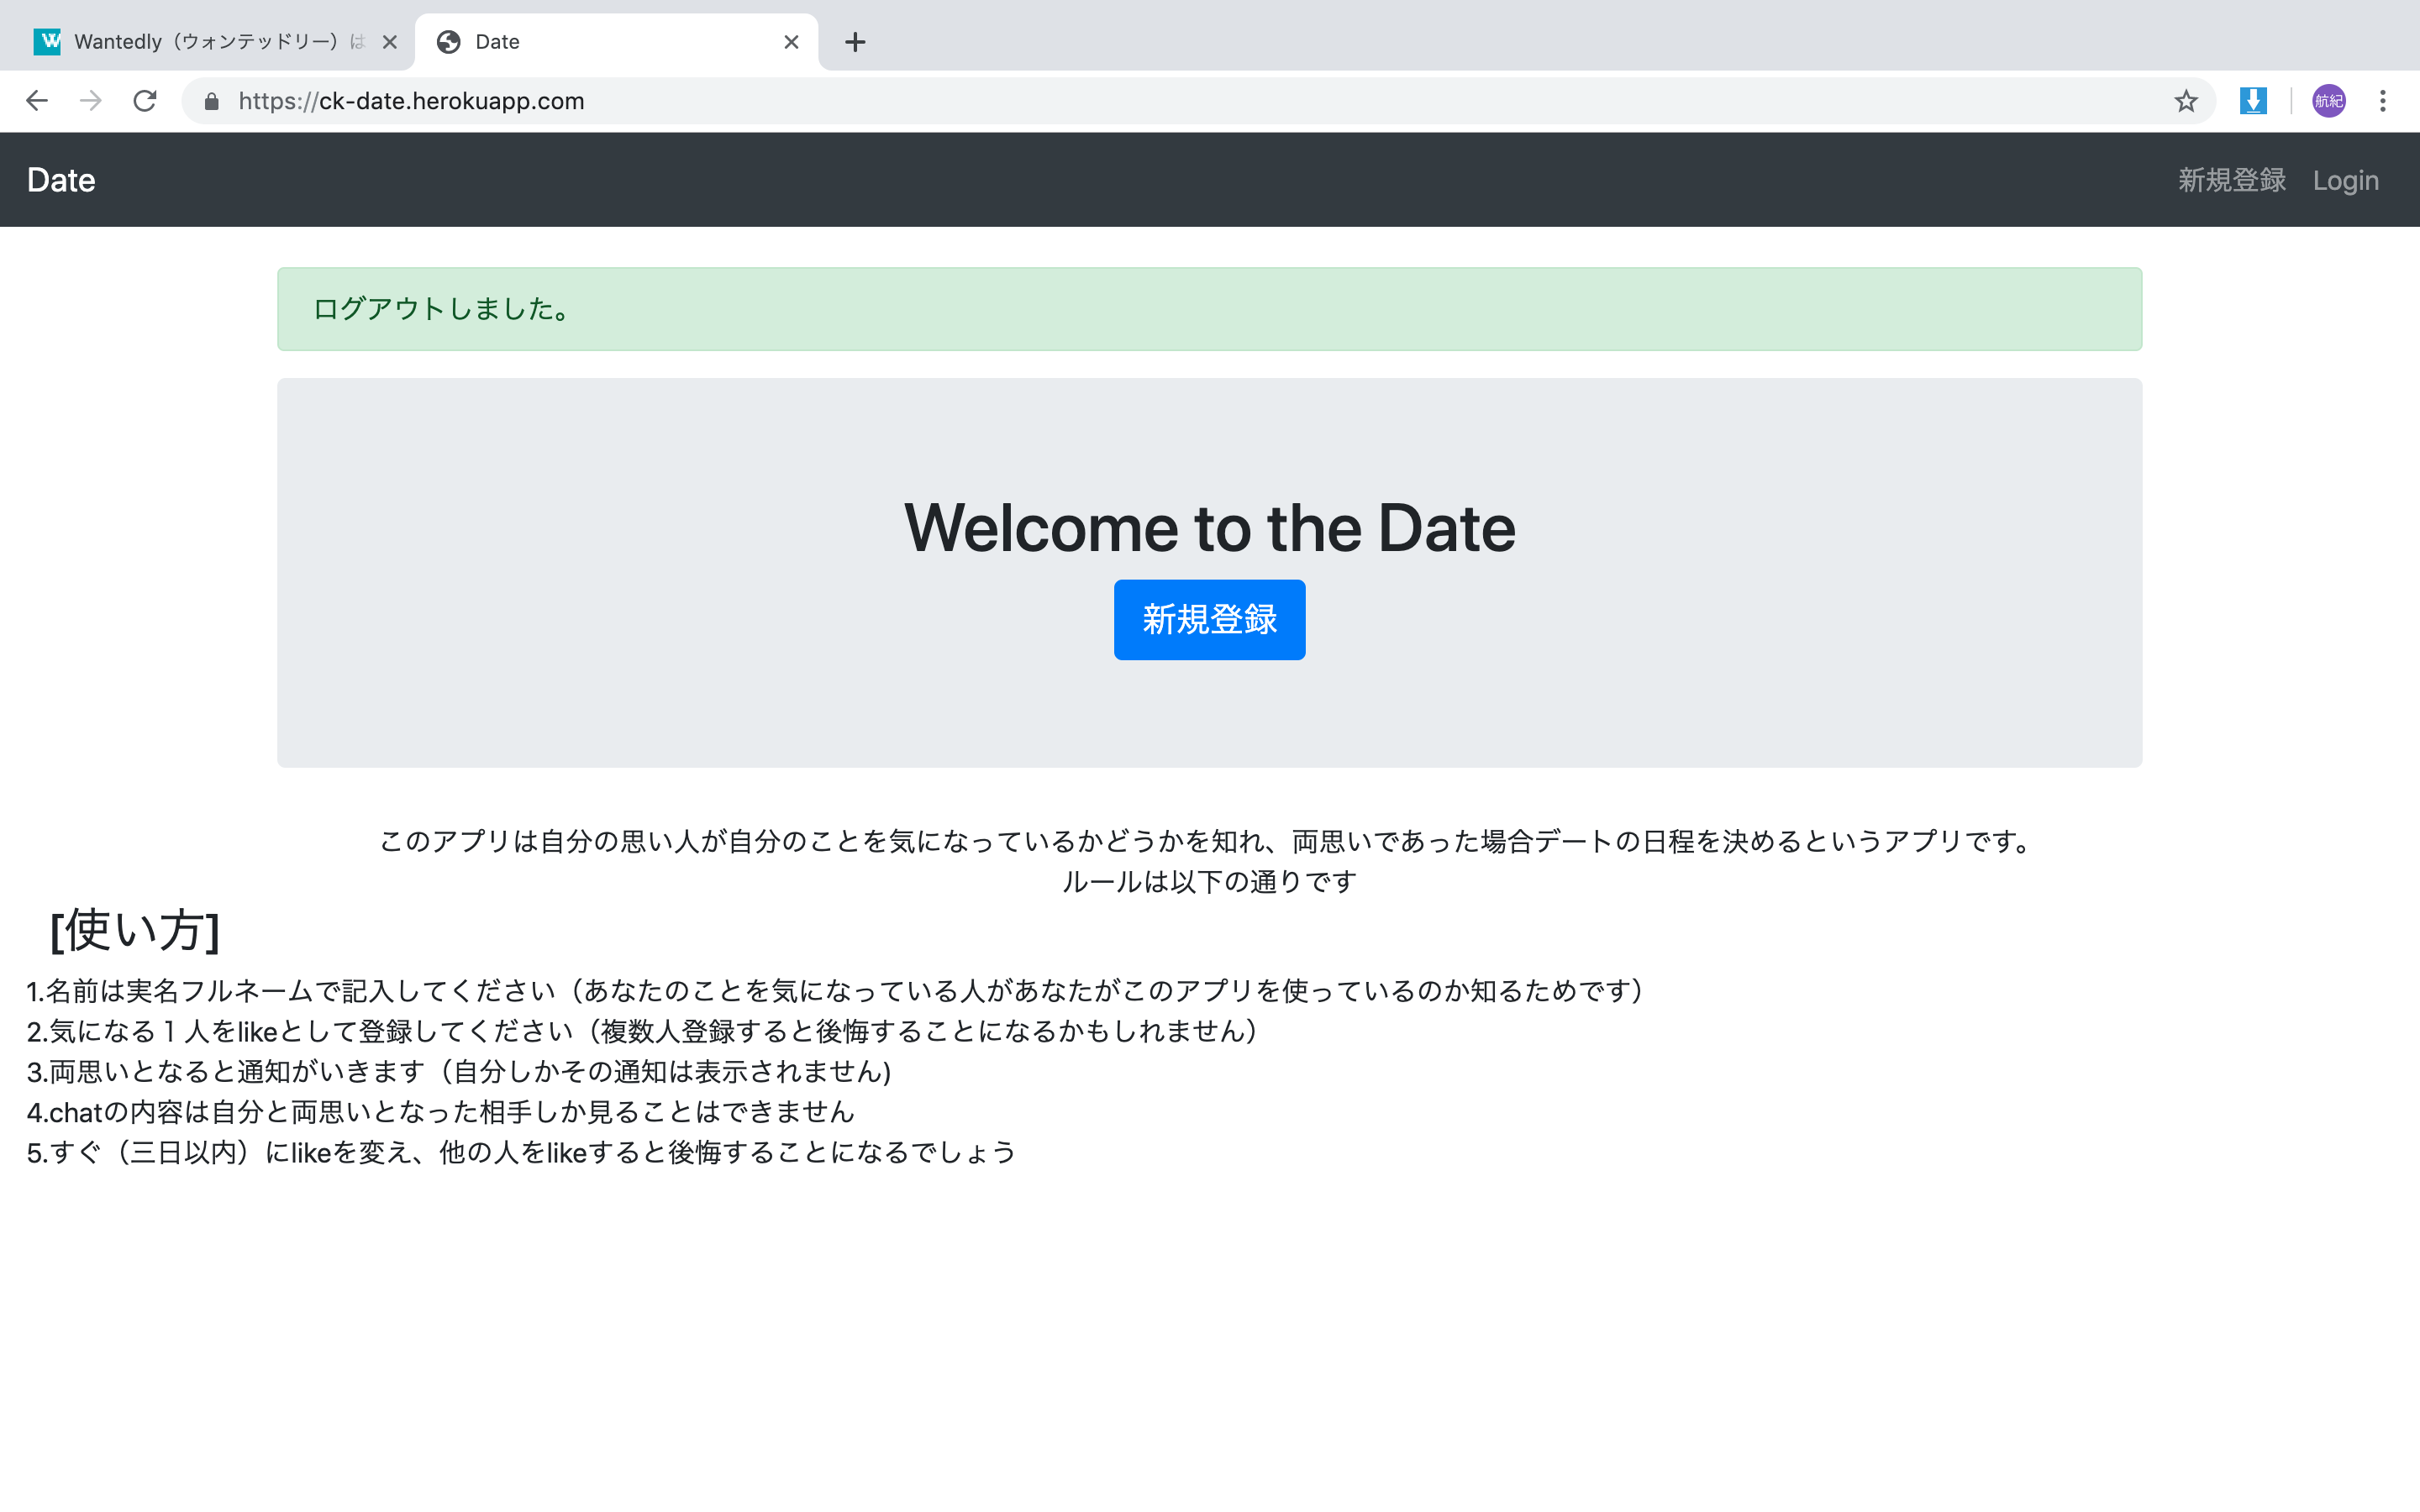 Wantedly（ウォンテッドリー）は
Date
https://ck-date.herokuapp.com
航紀
Date
新規登録 Login
ログアウトしました。
Welcome to the Date
新規登録
このアプリは自分の思い人が自分のことを気になっているかどうかを知れ、両思いであった場合デートの日程を決めるというアプリです。
ルールは以下の通りです
[使い方]
1.名前は実名フルネームで記入してください（あなたのことを気になっている人があなたがこのアプリを使っているのか知るためです）
2.気になる１人をlikeとして登録してください（複数人登録すると後悔することになるかもしれません）
3.両思いとなると通知がいきます（自分しかその通知は表示されません)
4.chatの内容は自分と両思いとなった相手しか見ることはできません
5.すぐ（三日以内）にlikeを変え、他の人をlikeすると後悔することになるでしょう